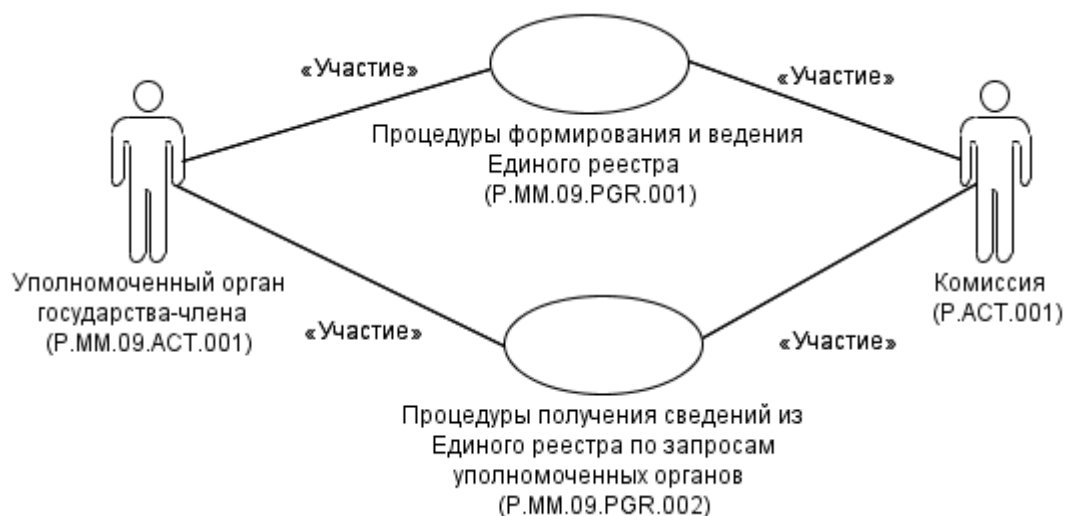 «Участие»
«Участие»
Процедуры формирования и ведения
Единого реестра
(P.MM.09.PGR.001)
Уполномоченный орган
государства-члена
(P.MM.09.ACT.001)
Комиссия
(P.ACT.001)
«Участие»
«Участие»
Процедуры получения сведений из
Единого реестра по запросам
уполномоченных органов
(P.MM.09.PGR.002)